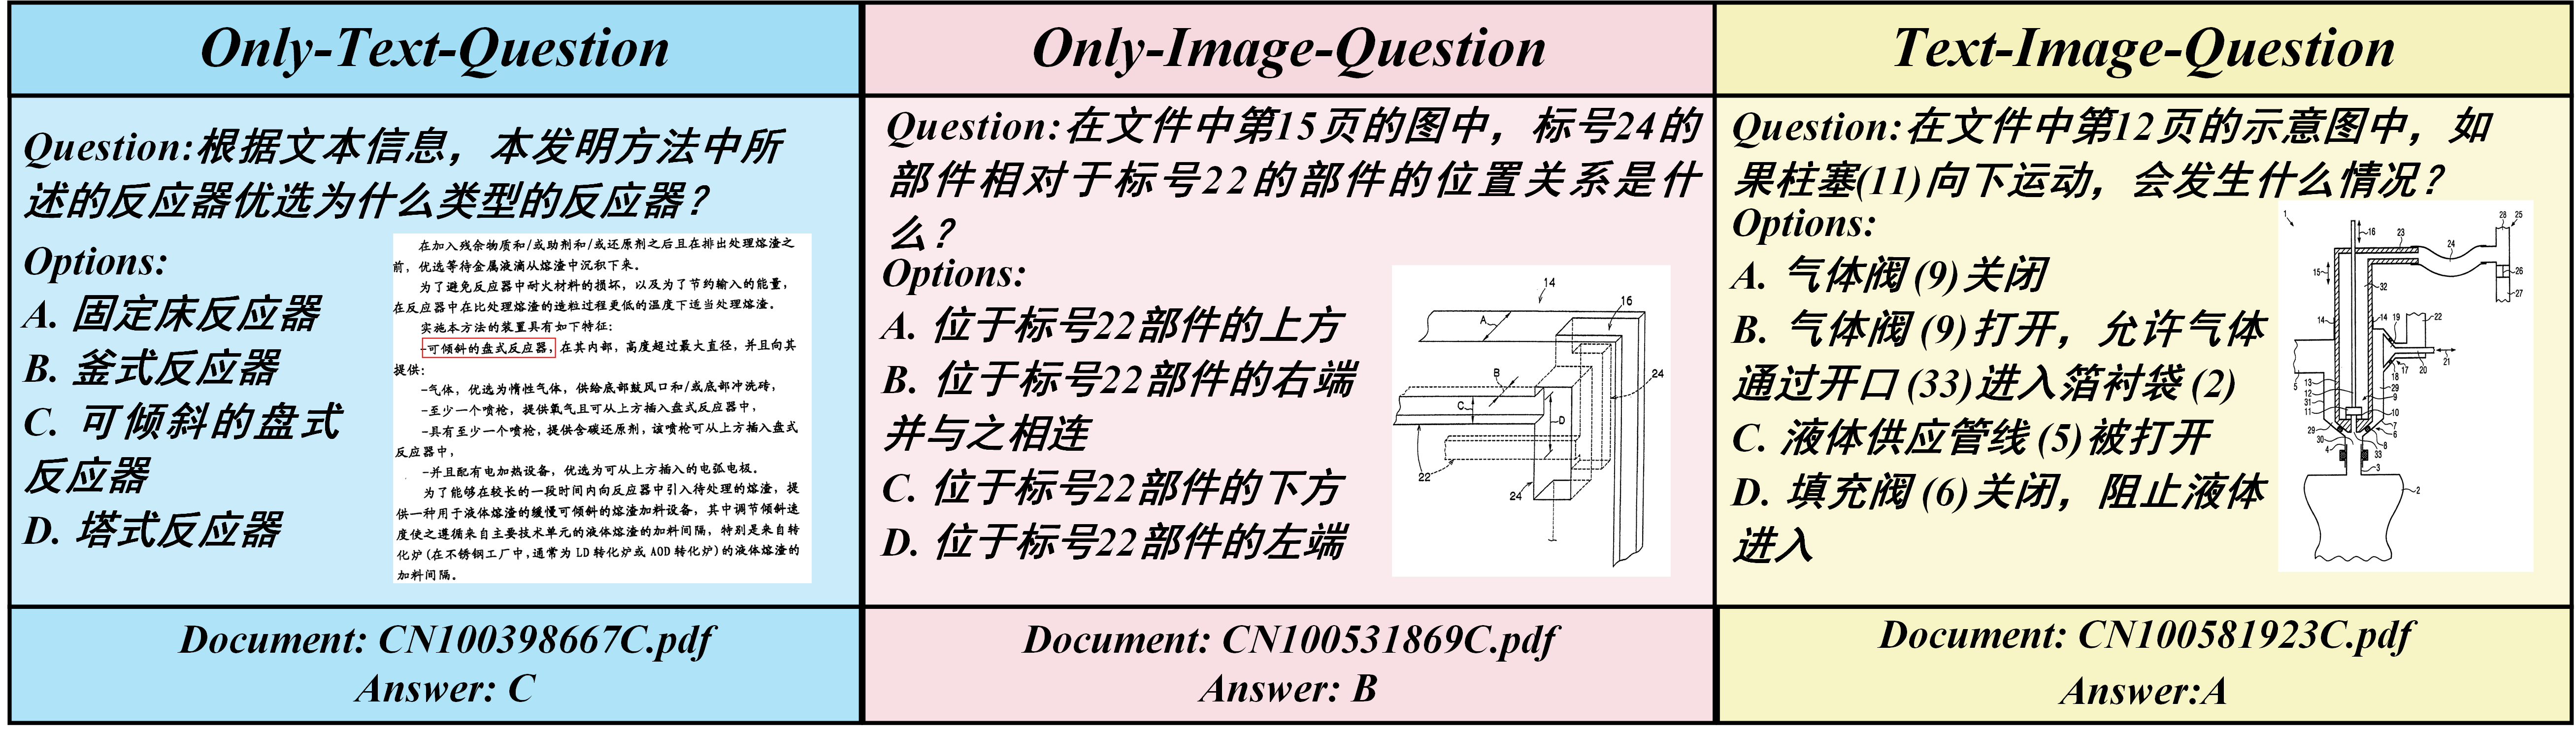 Only-Text-Question
Question:根据文本信息，本发明方法中所
述的反应器优选为什么类型的反应器？
Options:
A. 固定床反应器
B. 釜式反应器
C. 可倾斜的盘式
反应器
D. 塔式反应器
在加入残余物质和/或助剂和/或还原剂之后且在排出处理熔渣之
前，优选等待金属液滴从熔渣中沉积下来。
为了避免反应器中耐火材料的损坏，以及为了节约输入的能量，
在反应器中在比处理熔渣的造粒过程更低的温度下适当处理熔渣。
实施本方法的装置具有如下特征：
-可倾斜的盘式反应器，在其内部，高度超过最大直径，并且向其
提供：
-气体，优选为惰性气体，供给底部鼓风口和/或底部冲洗砖，
-至少一个喷枪，提供氧气且可从上方插入盘式反应器中，
-具有至少一个喷枪，提供含碳还原剂，该喷枪可从上方插入盘式
反应器中，
-并且配有电加热设备，优选为可从上方插入的电弧电极。
为了能够在较长的一段时间内向反应器中引入待处理的熔渣，提
供一种用于液体熔渣的缓慢可倾斜的熔渣加料设备，其中调节倾斜速
度使之遵循来自主要技术单元的液体熔渣的加料间隔，特别是来自转
化炉(在不锈钢工厂中，通常为 LD 转化炉或 AOD 转化炉)的液体熔渣的
加料间隔。
Document: CN100398667C.pdf
Answer: C
Only-Image-Question
Question:在文件中第15页的图中，标号24的
部件相对于标号22的部件的位置关系是什
么？
Options:
A. 位于标号22部件的上方
B. 位于标号22部件的右端
并与之相连
C. 位于标号22部件的下方
D. 位于标号22部件的左端
14
16
A
B
24
C
D
22
24
Document: CN100531869C.pdf
Answer: B
Text-Image-Question
Question:在文件中第12页的示意图中，如
果柱塞(11)向下运动，会发生什么情况？
Options:
A. 气体阀 (9)关闭
B. 气体阀 (9)打开，允许气体
通过开口 (33)进入箔衬袋 (2)
C. 液体供应管线 (5)被打开
D. 填充阀 (6)关闭，阻止液体
进入
1
16
23
24
28
25
15
26
27
32
14
14
19
22
21
20
17
18
5
13
12
31
11
29
9
10
7
29
30
6
8
4
33
3
2
Document: CN100581923C.pdf
Answer:A